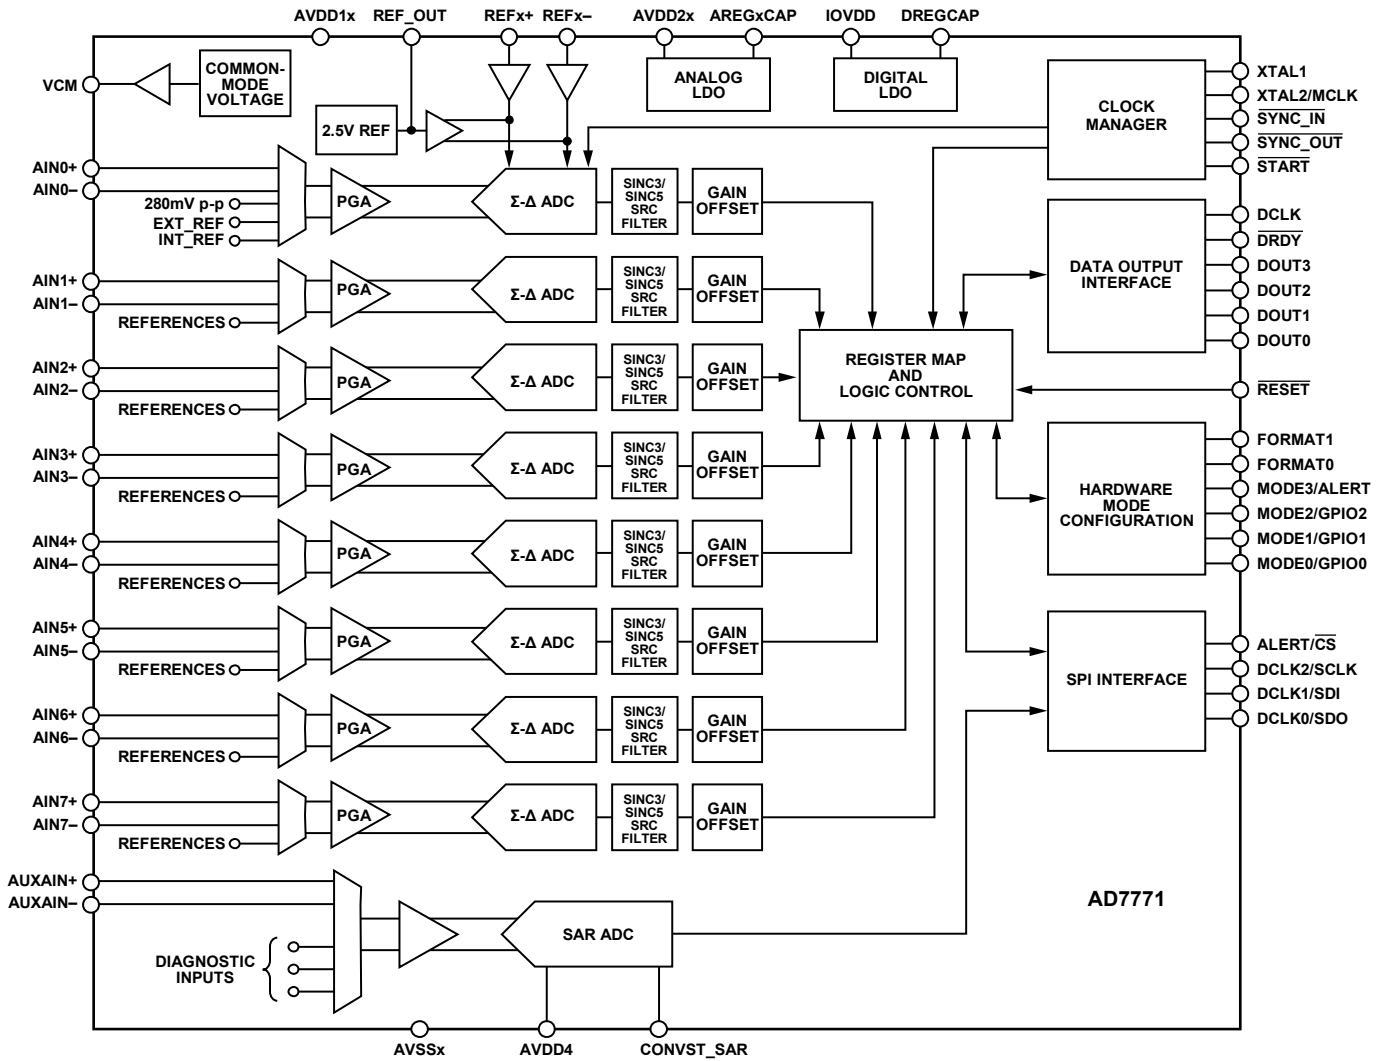 AVDD1x REF_OUT REFx+ REFx– AVDD2x AREGxCAP IOVDD DREGCAP
VCM
COMMON-
MODE
VOLTAGE
2.5V REF
ANALOG
LDO
DIGITAL
LDO
CLOCK
MANAGER
XTAL1
XTAL2/MCLK
SYNC_IN
SYNC_OUT
START
AIN0+
AIN0–
280mV p-p
EXT_REF
INT_REF
PGA
Σ-Δ ADC
SINC3/
SINC5
SRC
FILTER
GAIN
OFFSET
DATA OUTPUT
INTERFACE
DCLK
DRDY
DOUT3
DOUT2
DOUT1
DOUT0
AIN1+
AIN1–
REFERENCES
PGA
Σ-Δ ADC
SINC3/
SINC5
SRC
FILTER
GAIN
OFFSET
REGISTER MAP
AND
LOGIC CONTROL
RESET
AIN2+
AIN2–
REFERENCES
PGA
Σ-Δ ADC
SINC3/
SINC5
SRC
FILTER
GAIN
OFFSET
AIN3+
AIN3–
REFERENCES
PGA
Σ-Δ ADC
SINC3/
SINC5
SRC
FILTER
GAIN
OFFSET
HARDWARE
MODE
CONFIGURATION
FORMAT1
FORMAT0
MODE3/ALERT
MODE2/GPIO2
MODE1/GPIO1
MODE0/GPIO0
AIN4+
AIN4–
REFERENCES
PGA
Σ-Δ ADC
SINC3/
SINC5
SRC
FILTER
GAIN
OFFSET
AIN5+
AIN5–
REFERENCES
PGA
Σ-Δ ADC
SINC3/
SINC5
SRC
FILTER
GAIN
OFFSET
SPI INTERFACE
ALERT/CS
DCLK2/SCLK
DCLK1/SDI
DCLK0/SDO
AIN6+
AIN6–
REFERENCES
PGA
Σ-Δ ADC
SINC3/
SINC5
SRC
FILTER
GAIN
OFFSET
AIN7+
AIN7–
REFERENCES
PGA
Σ-Δ ADC
SINC3/
SINC5
SRC
FILTER
GAIN
OFFSET
AUXAIN+
AUXAIN–
DIAGNOSTIC
INPUTS
SAR ADC
AD7771
AVSSx AVDD4 CONVST_SAR